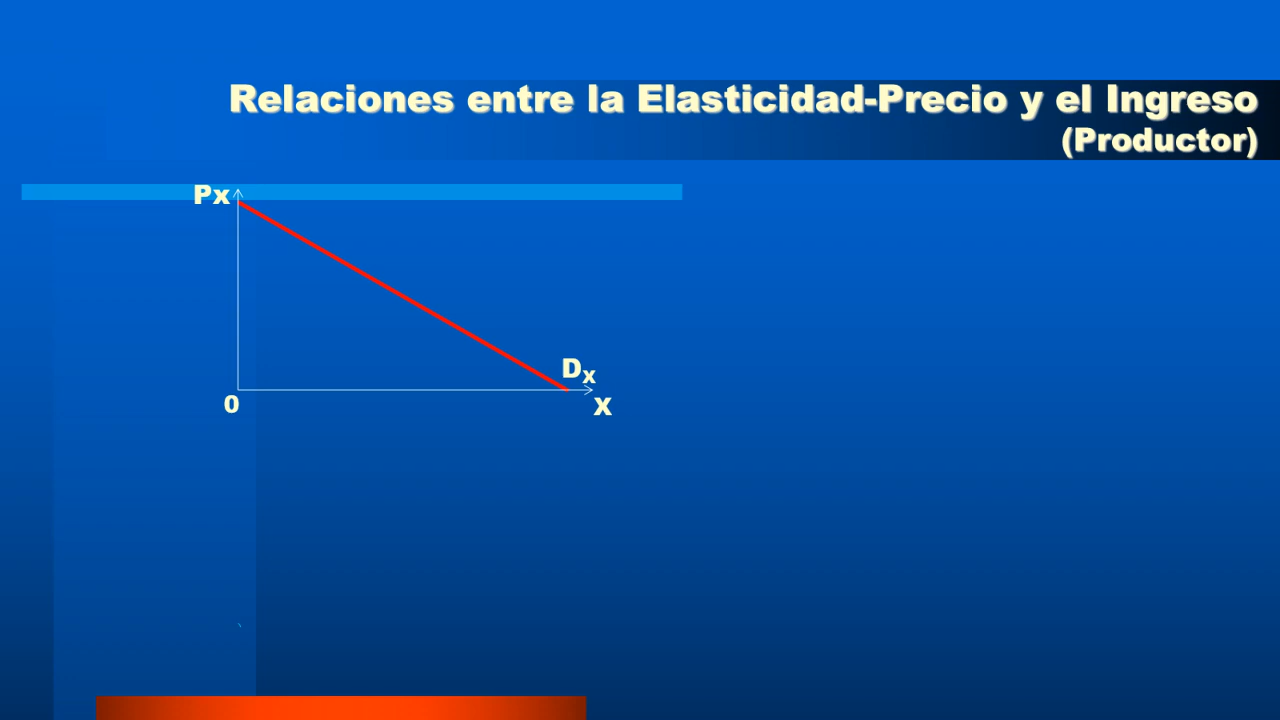 Relaciones entre la Elasticidad-Precio y el Ingreso
(Productor)
Px
Dx
0
X